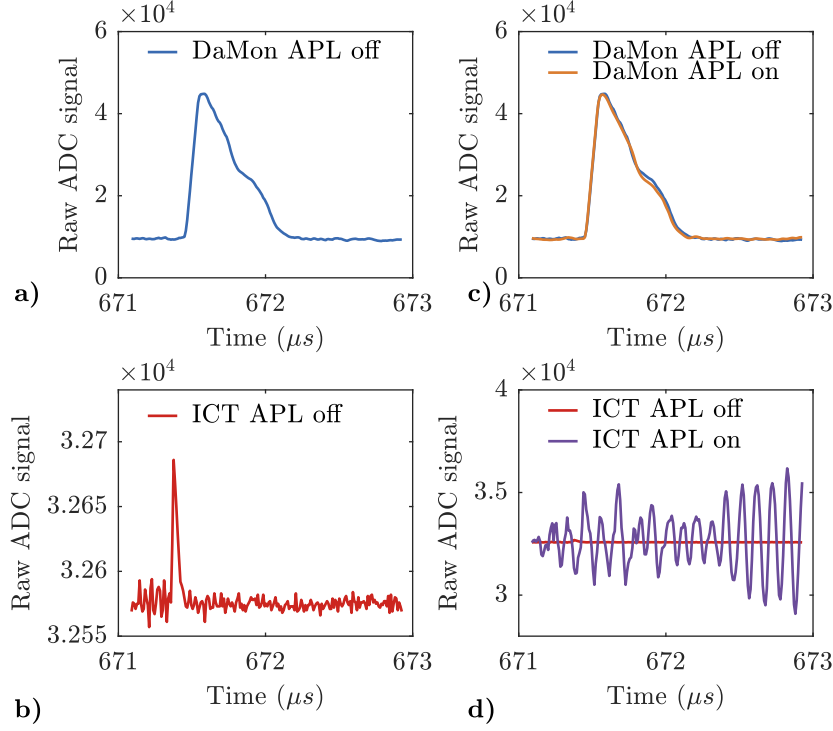 ×10⁴
6
4
2
0
Raw ADC signal
DaMon APL off
671
672
673
Time (μs)
a)
×10⁴
6
4
2
0
Raw ADC signal
DaMon APL off
DaMon APL on
671
672
673
Time (μs)
c)
×10⁴
3.27
3.265
3.26
3.255
Raw ADC signal
ICT APL off
671
672
673
Time (μs)
b)
×10⁴
4
3.5
3
Raw ADC signal
ICT APL off
ICT APL on
671
672
673
Time (μs)
d)